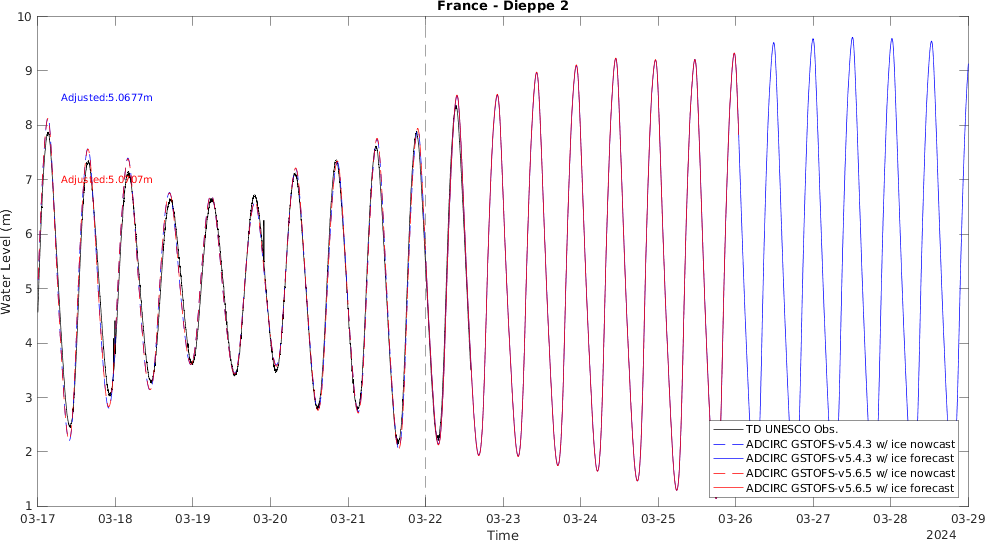 France - Dieppe 2
10
9
8
7
6
5
4
3
2
1
Water Level (m)
Adjusted:5.0677m
03-17
03-18
03-19
03-20
03-21
03-22
03-23
03-24
03-25
03-26
03-27
03-28
03-29
Time
2024
TD UNESCO Obs.
ADCIRC GSTOFS-v5.4.3 w/ ice nowcast
ADCIRC GSTOFS-v5.4.3 w/ ice forecast
ADCIRC GSTOFS-v5.6.5 w/ ice nowcast
ADCIRC GSTOFS-v5.6.5 w/ ice forecast